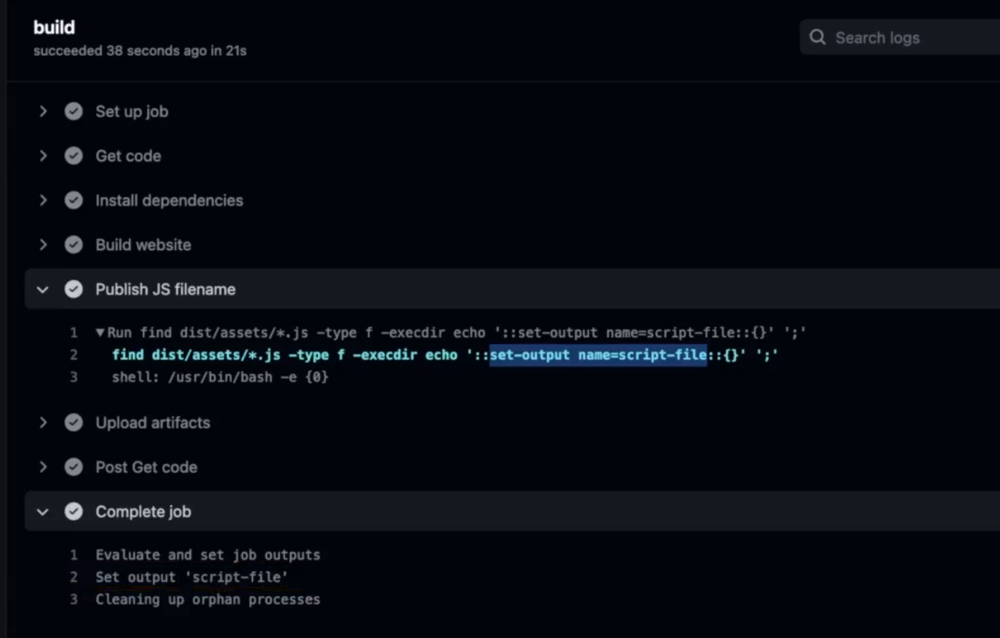 build
succeeded 38 seconds ago in 21s
Search logs
Set up job
Get code
Install dependencies
Build website
Publish JS filename
1 ▼Run find dist/assets/*.js -type f -execdir echo '::set-output name=script-file::{}' ';'
2 find dist/assets/*.js -type f -execdir echo '::set-output name=script-file::{}' ';'
3 shell: /usr/bin/bash -e {0}
Upload artifacts
Post Get code
Complete job
1 Evaluate and set job outputs
2 Set output 'script-file'
3 Cleaning up orphan processes